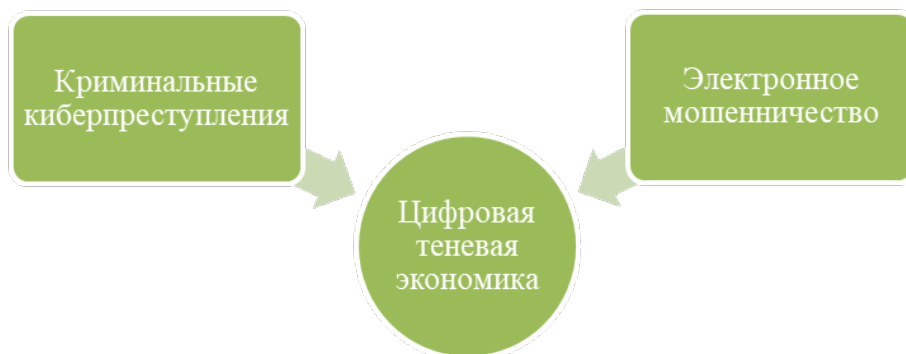 Криминальные
киберпреступления
Электронное
мошенничество
Цифровая
теневая
экономика